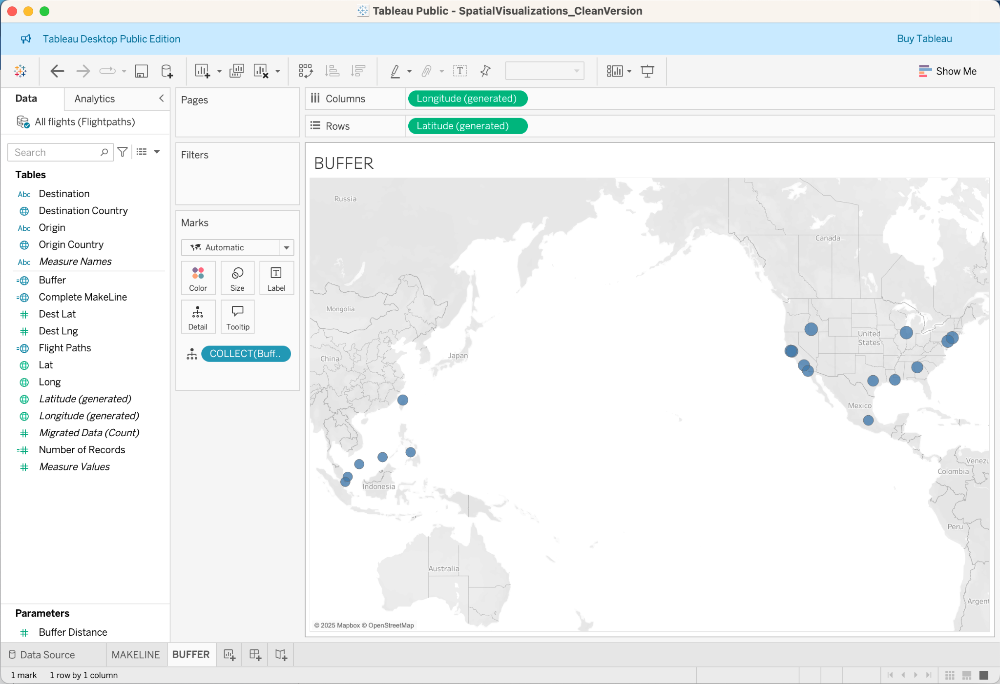 Tableau Public - SpatialVisualizations_CleanVersion
Tableau Desktop Public Edition
Buy Tableau
Show Me
Data
Analytics
All flights (Flightpaths)
Search
Tables
Abc Destination
Destination Country
Abc Origin
Origin Country
Abc Measure Names
Buffer
Complete MakeLine
Dest Lat
Dest Lng
Flight Paths
Lat
Long
Latitude (generated)
Longitude (generated)
Migrated Data (Count)
Number of Records
Measure Values
Parameters
Buffer Distance
Pages
Filters
Marks
Automatic
Color
Size
Label
Detail
Tooltip
COLLECT(Buff..
Columns
Longitude (generated)
Rows
Latitude (generated)
BUFFER
Russia
Canada
Mongolia
United
States
China
Japan
Mexico
Venezu
Colombia
Indonesia
Peru
Australia
Argent
© 2025 Mapbox © OpenStreetMap
Data Source
MAKELINE
BUFFER
1 mark
1 row by 1 column